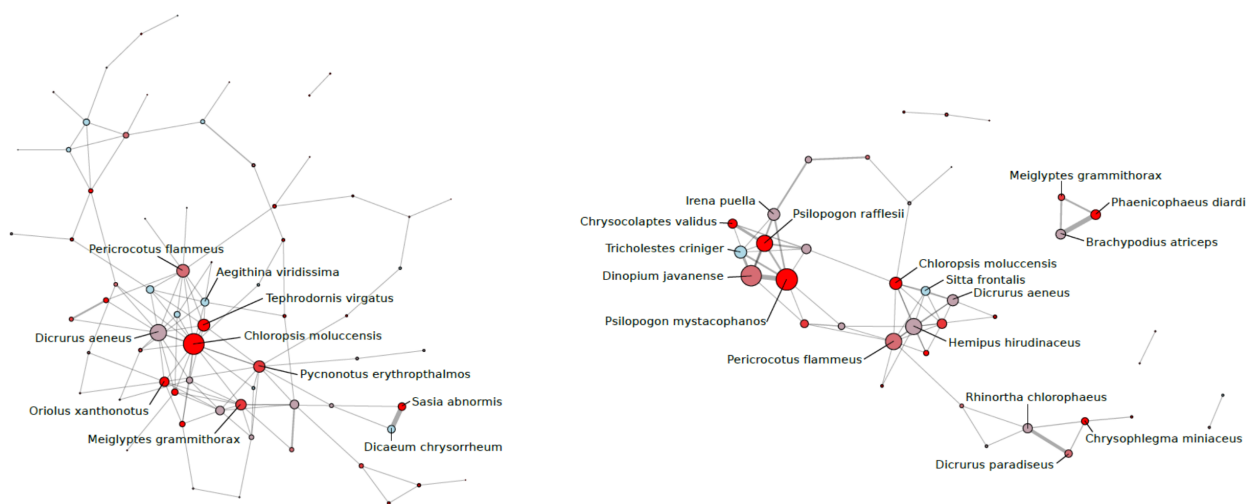 Pericrocotus flammeus
Aegithina viridissima
Tephrodornis virgatus
Dicrurus aeneus
Chloropsis moluccensis
Pycnonotus erythropthalmos
Oriolus xanthonotus
Sasia abnormis
Meiglyptes grammithorax
Dicaeum chrysorrheum
Meiglyptes grammithorax
Irena puella
Phaenicophaeus diardi
Chrysocolaptes validus
Psilopogon rafflesii
Tricholestes criniger
Brachypodius atriceps
Dinopium javanense
Chloropsis moluccensis
Sitta frontalis
Dicrurus aeneus
Psilopogon mystacophanos
Hemipus hirudinaceus
Pericrocotus flammeus
Rhinortha chlorophaeus
Chrysophlegma miniaceus
Dicrurus paradiseus